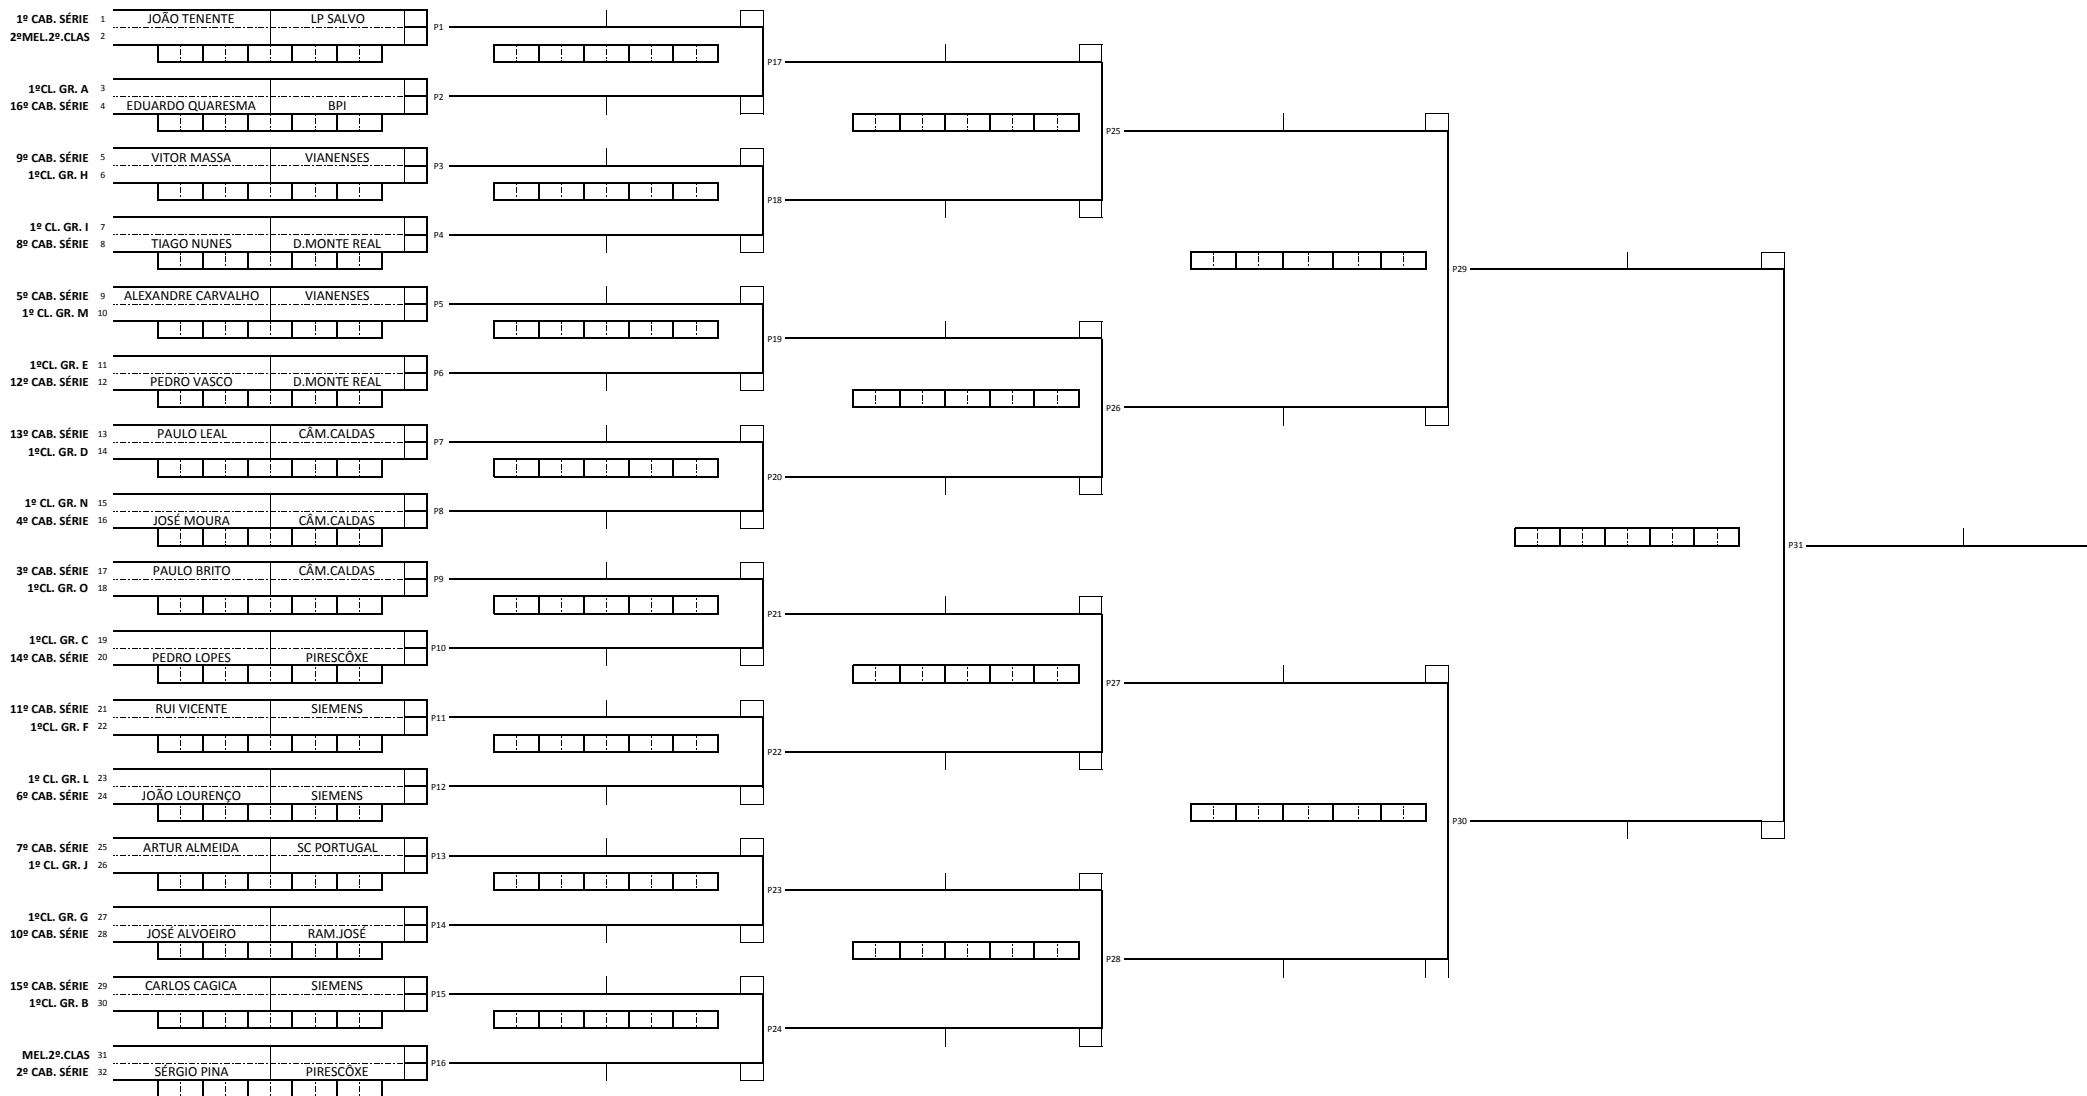 1º CAB. SÉRIE 1 JOÃO TENENTE LP SALVO
P1
2ºMEL.2º.CLAS 2
P17
1ºCL. GR. A 3
P2
16º CAB. SÉRIE 4 EDUARDO QUARESMA BPI
P25
9º CAB. SÉRIE 5 VITOR MASSA VIANENSES
P3
1ºCL. GR. H 6
P18
1º CL. GR. I 7
P4
8º CAB. SÉRIE 8 TIAGO NUNES D.MONTE REAL
P29
5º CAB. SÉRIE 9 ALEXANDRE CARVALHO VIANENSES
P5
1º CL. GR. M 10
P19
1ºCL. GR. E 11
P6
12º CAB. SÉRIE 12 PEDRO VASCO D.MONTE REAL
P26
13º CAB. SÉRIE 13 PAULO LEAL CÂM.CALDAS
P7
1ºCL. GR. D 14
P20
1º CL. GR. N 15
P8
4º CAB. SÉRIE 16 JOSÉ MOURA CÂM.CALDAS
P31
3º CAB. SÉRIE 17 PAULO BRITO CÂM.CALDAS
P9
1ºCL. GR. O 18
P21
1ºCL. GR. C 19
P10
14º CAB. SÉRIE 20 PEDRO LOPES PIRESCÔXE
P27
11º CAB. SÉRIE 21 RUI VICENTE SIEMENS
P11
1ºCL. GR. F 22
P22
1º CL. GR. L 23
P12
6º CAB. SÉRIE 24 JOÃO LOURENÇO SIEMENS
P30
7º CAB. SÉRIE 25 ARTUR ALMEIDA SC PORTUGAL
P13
1º CL. GR. J 26
P23
1ºCL. GR. G 27
P14
10º CAB. SÉRIE 28 JOSÉ ALVOEIRO RAM.JOSÉ
P28
15º CAB. SÉRIE 29 CARLOS CAGICA SIEMENS
P15
1ºCL. GR. B 30
P24
MEL.2º.CLAS 31
P16
2º CAB. SÉRIE 32 SÉRGIO PINA PIRESCÔXE